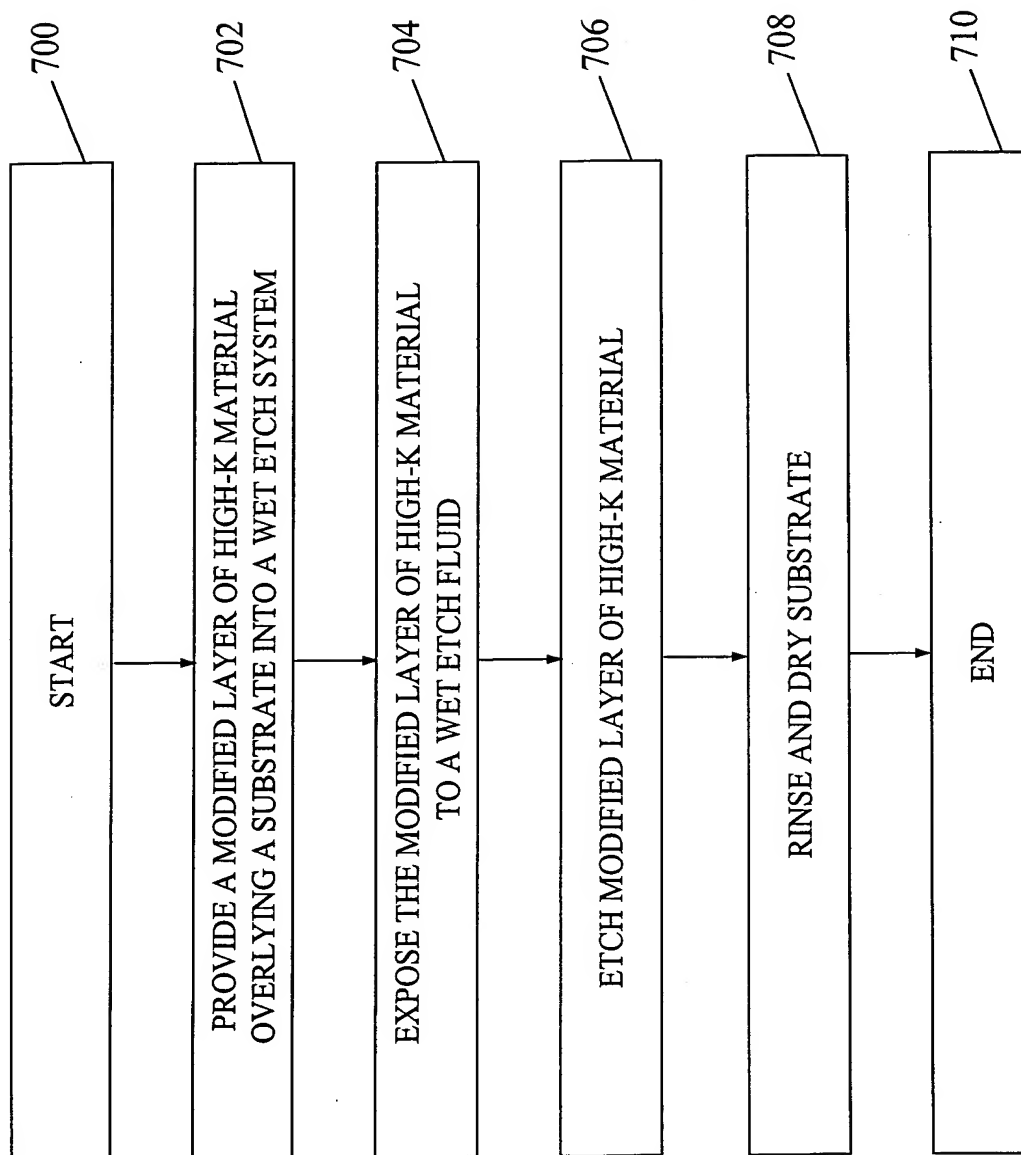 START
700
PROVIDE A MODIFIED LAYER OF HIGH-K MATERIAL
OVERLYING A SUBSTRATE INTO A WET ETCH SYSTEM
702
EXPOSE THE MODIFIED LAYER OF HIGH-K MATERIAL
TO A WET ETCH FLUID
704
ETCH MODIFIED LAYER OF HIGH-K MATERIAL
706
RINSE AND DRY SUBSTRATE
708
END
710